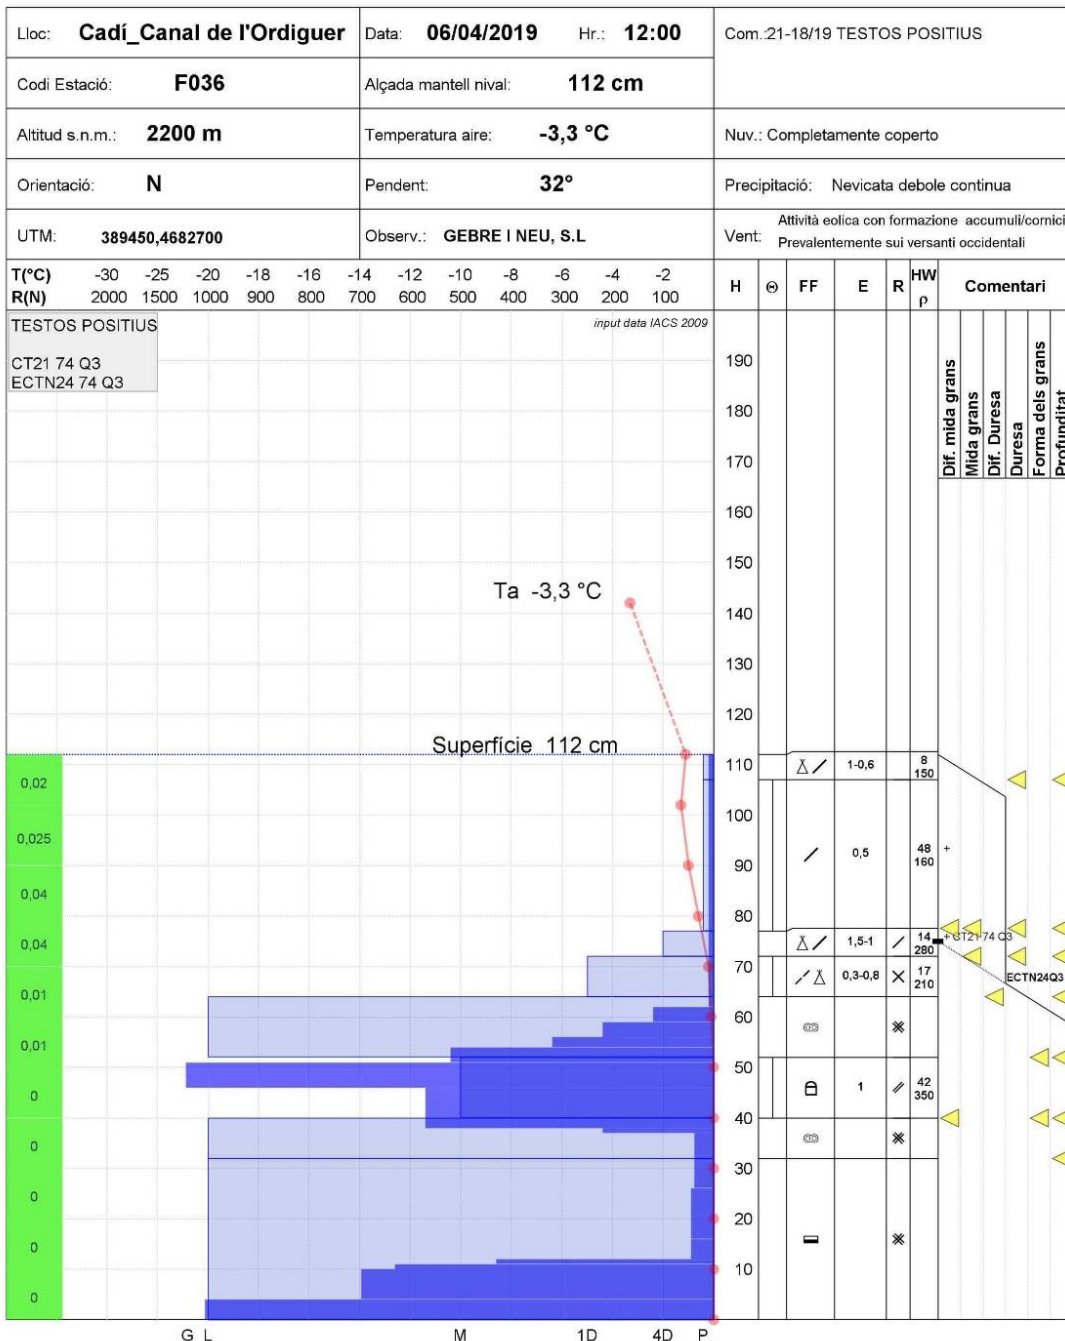 Lloc: Cadí_Canal de l'Ordiguer Data: 06/04/2019 Hr.: 12:00 Com.:21-18/19 TESTOS POSITIUS
Codi Estació: F036 Alçada mantell nival: 112 cm
Altitud s.n.m.: 2200 m Temperatura aire: -3,3 °C Nuv.: Completamente coperto
Orientació: N Pendent: 32° Precipitació: Nevicata debole continua
UTM: 389450,4682700 Observ.: GEBRE I NEU, S.L Vent: Attività eolica con formazione accumuli/cornici
Prevalentemente sui versanti occidentali
T(°C) -30 -25 -20 -18 -16 -14 -12 -10 -8 -6 -4 -2
R(N) 2000 1500 1000 900 800 700 600 500 400 300 200 100
H Θ FF E R HW ρ Comentari
TESTOS POSITIUS
CT21 74 Q3
ECTN24 74 Q3
input data IACS 2009
Dif. mida grans
Mida grans
Dif. Duresa
Duresa
Forma dels grans
Profunditat
190
180
170
160
150
Ta -3,3 °C
140
130
120
Superfície 112 cm
110 1-0,6 8 150
0,02
100
0,025 0,5 48 160
90
0,04
80
0,04 1,5-1 14 280 CT21 74 Q3
70 0,3-0,8 17 210 ECTN24Q3
0,01
60
0,01
50
0 1 42 350
40
0
30
0
20
0
10
0
G L M 1D 4D P